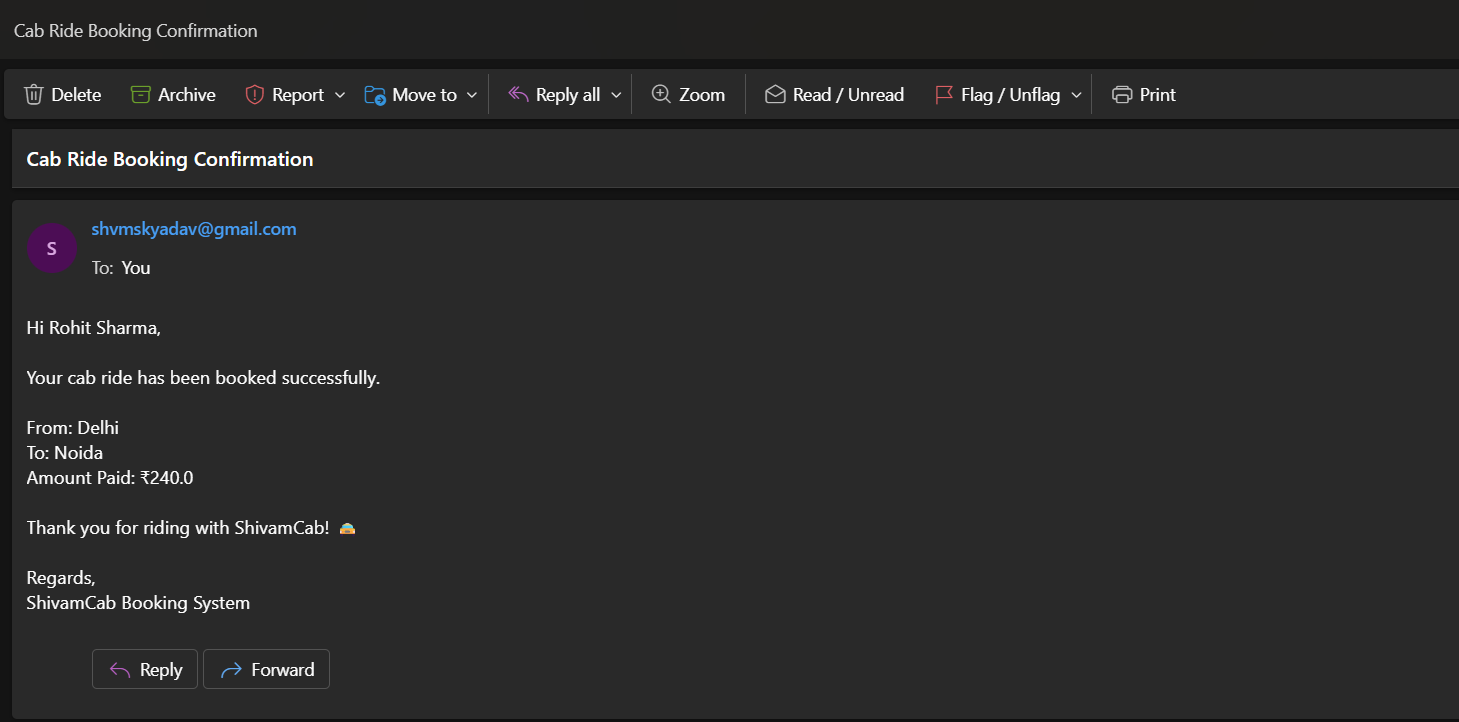 Cab Ride Booking Confirmation
Delete Archive Report Move to Reply all Zoom Read / Unread Flag / Unflag Print
Cab Ride Booking Confirmation
S
shvmskyadav@gmail.com
To: You
Hi Rohit Sharma,
Your cab ride has been booked successfully.
From: Delhi
To: Noida
Amount Paid: ₹240.0
Thank you for riding with ShivamCab! 🚖
Regards,
ShivamCab Booking System
Reply Forward